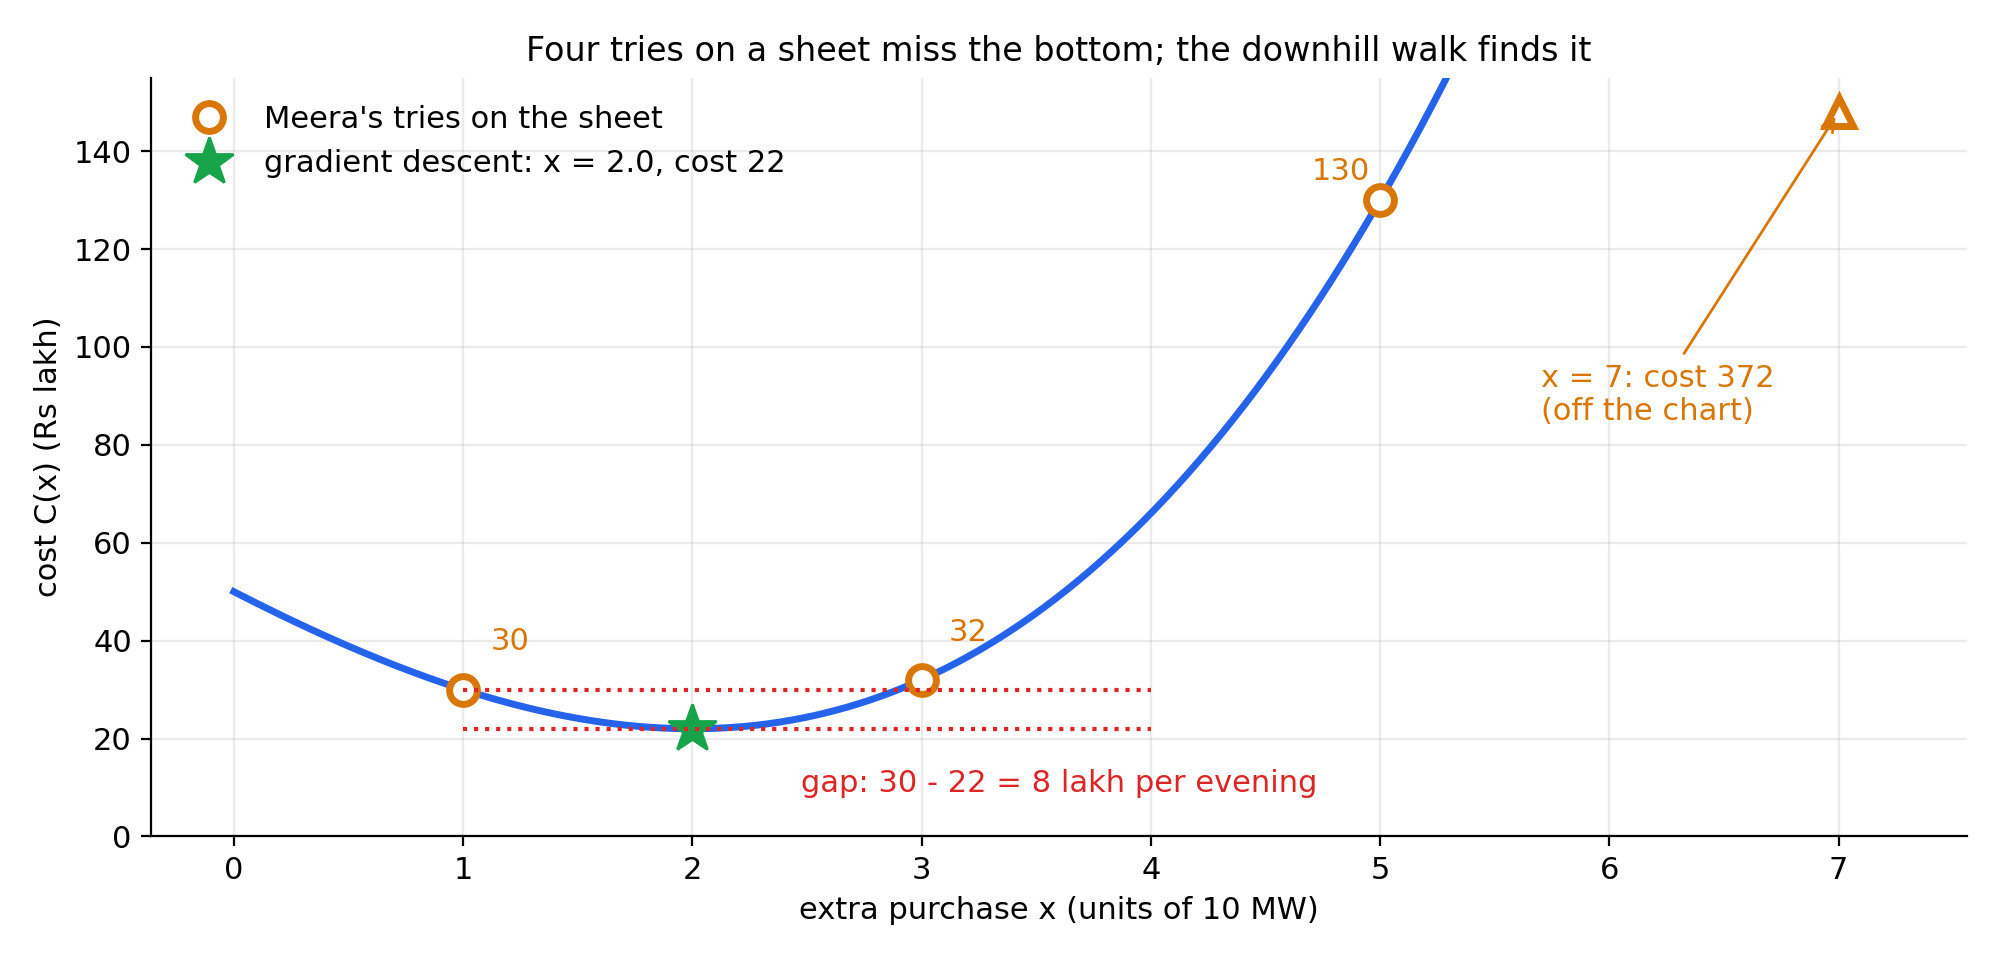 Four tries on a sheet miss the bottom; the downhill walk finds it
Meera's tries on the sheet
gradient descent: x = 2.0, cost 22
cost C(x) (Rs lakh)
140
120
100
80
60
40
20
0
130
x = 7: cost 372
(off the chart)
30
32
gap: 30 - 22 = 8 lakh per evening
0 1 2 3 4 5 6 7
extra purchase x (units of 10 MW)